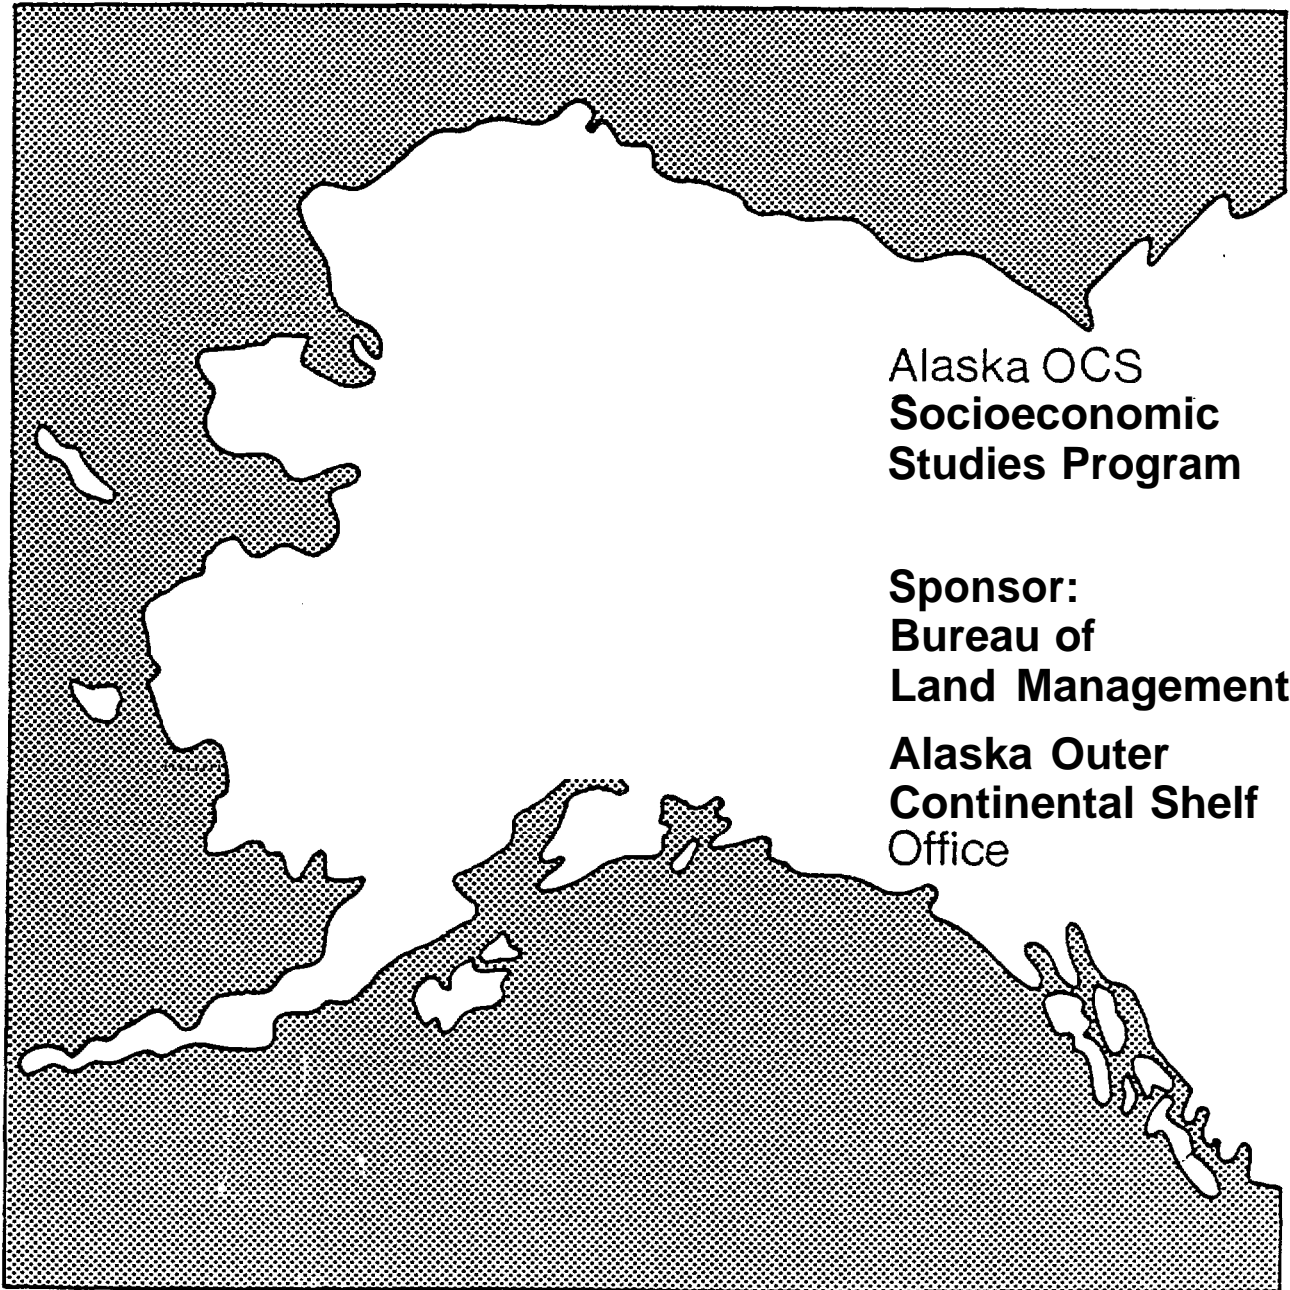 Alaska OCS
Socioeconomic
Studies Program
Sponsor:
Bureau of
Land Management
Alaska Outer
Continental Shelf
Office